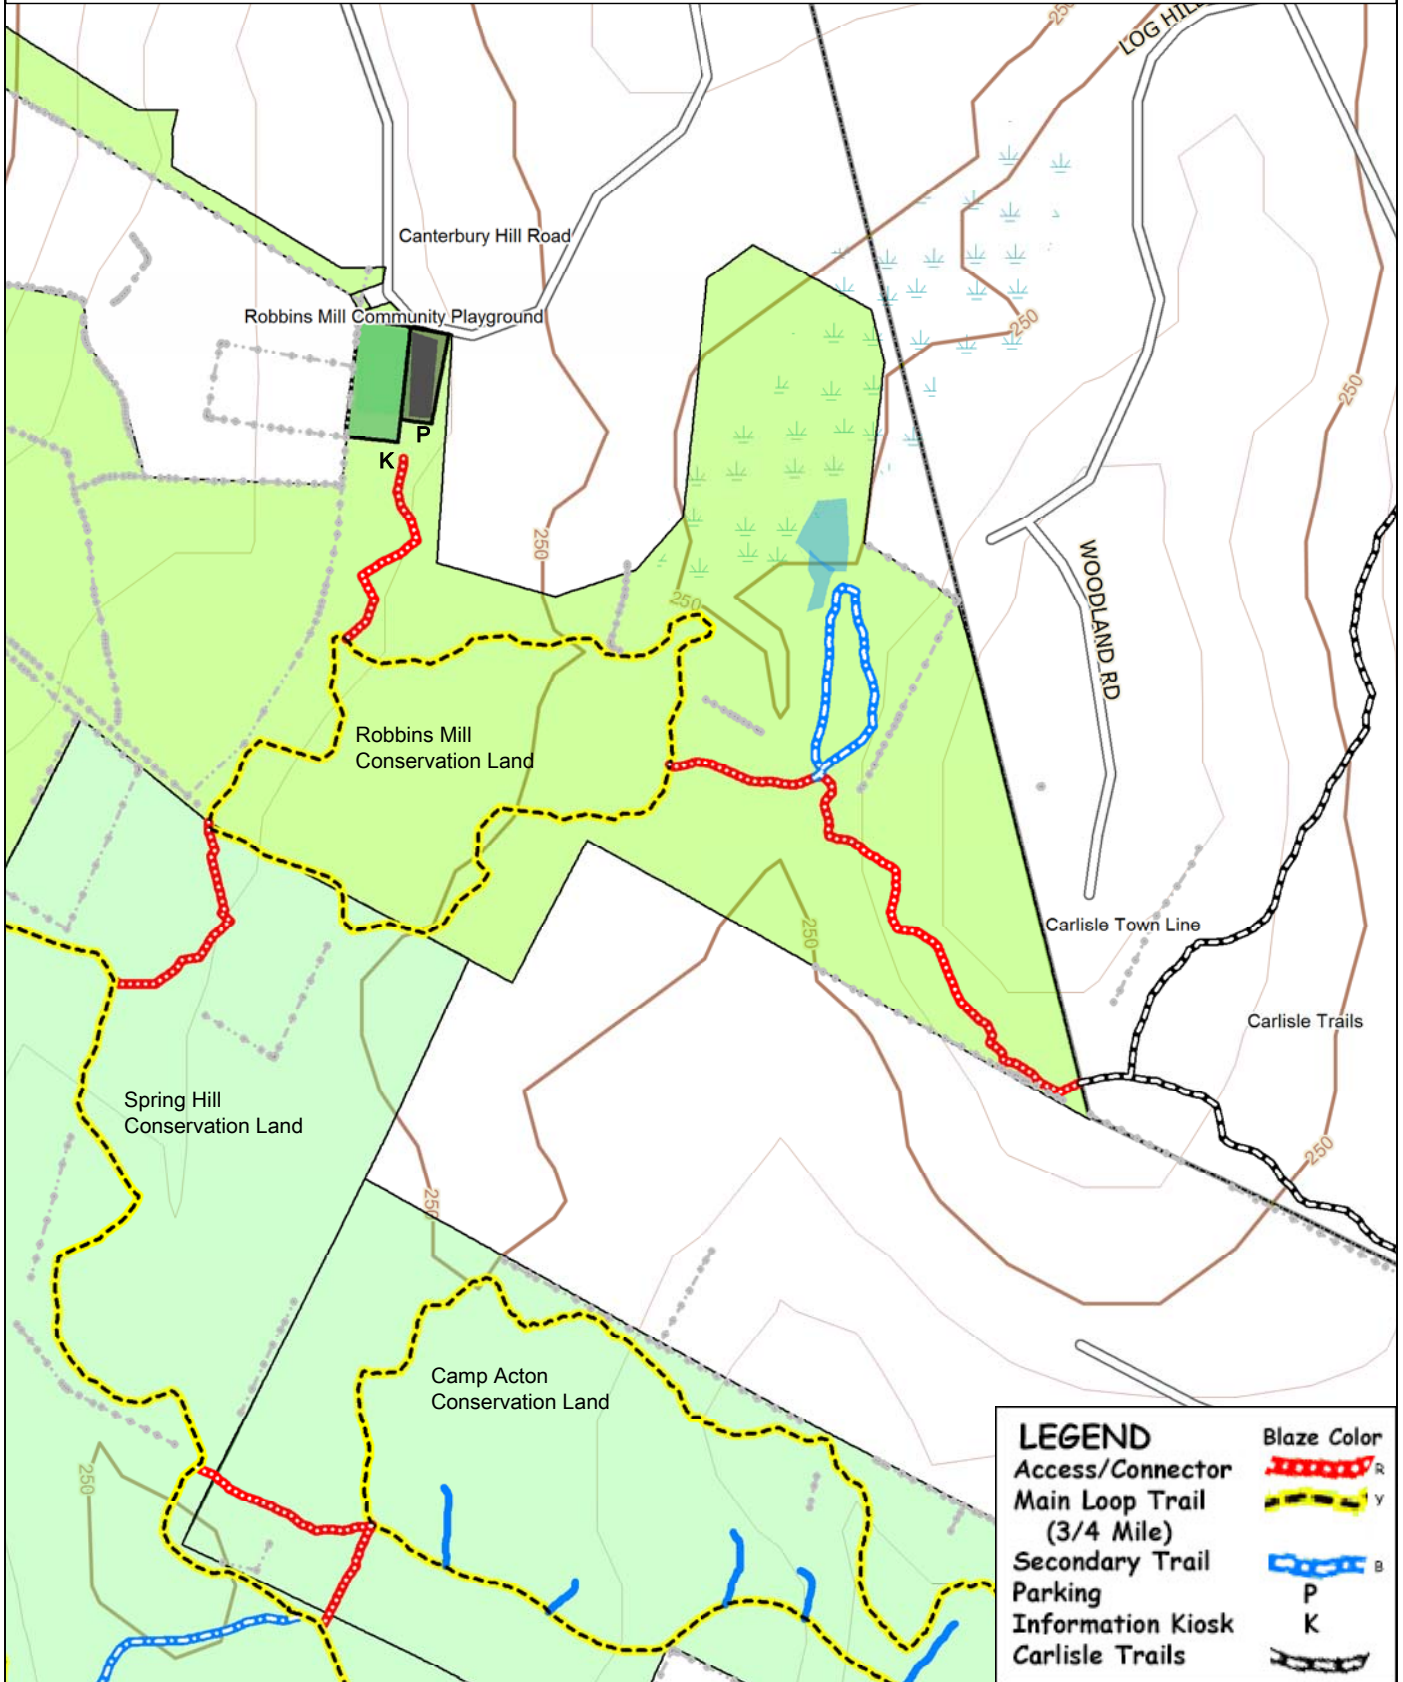 250
LOG HILL
Canterbury Hill Road
Robbins Mill Community Playground
250
250
P
K
250
WOODLAND RD
250
Robbins Mill
Conservation Land
250
Carlisle Town Line
Carlisle Trails
Spring Hill
Conservation Land
250
250
Camp Acton
Conservation Land
250
LEGEND
Blaze Color
Access/Connector R
Main Loop Trail Y
(3/4 Mile)
Secondary Trail B
Parking P
Information Kiosk K
Carlisle Trails